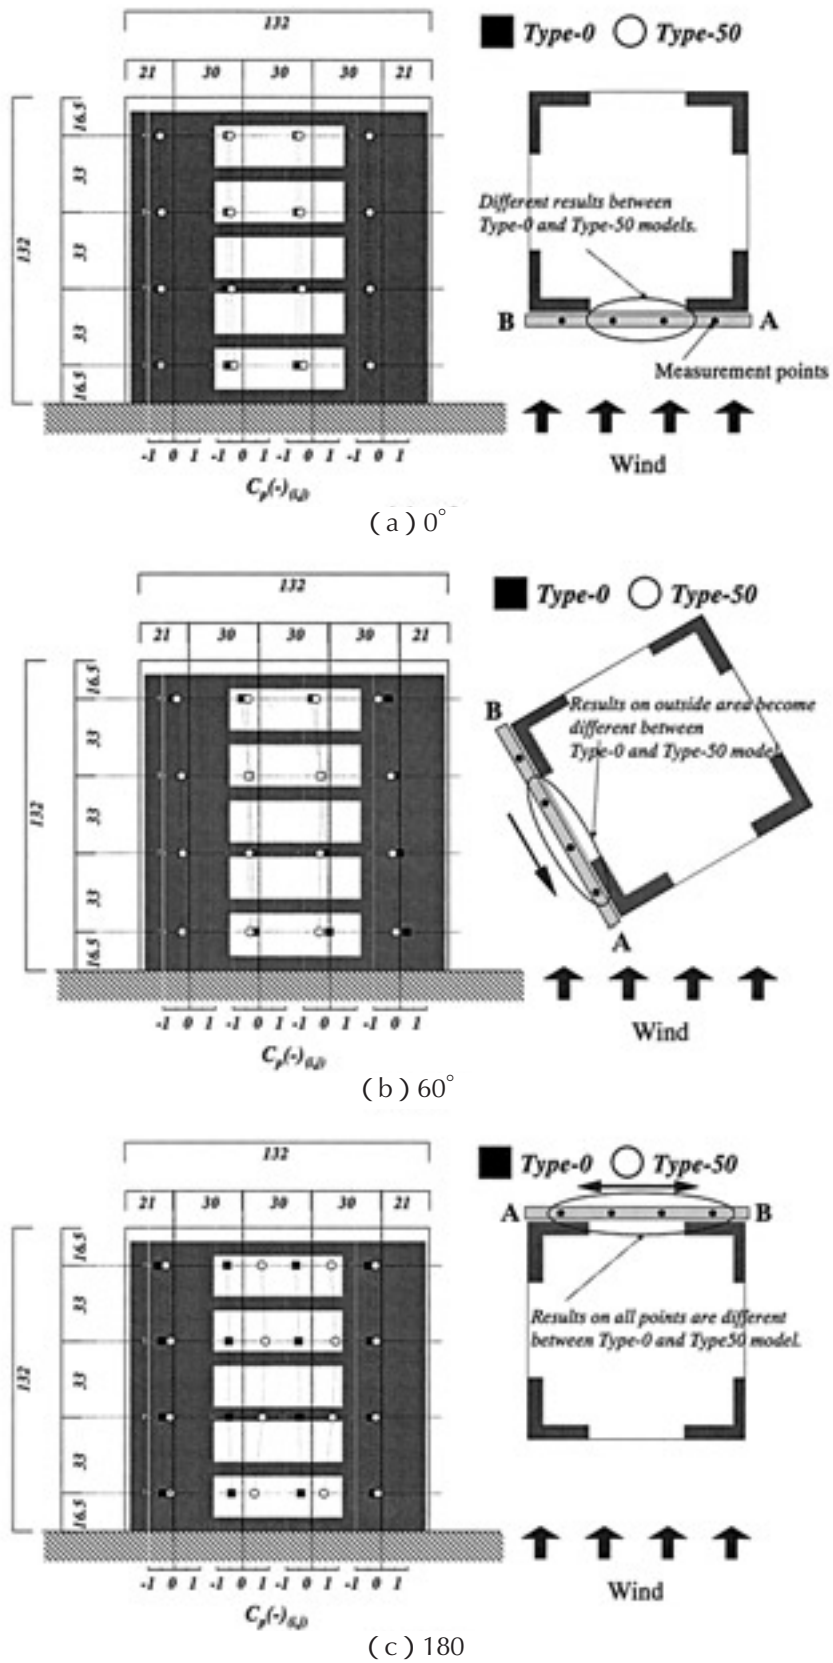 132
21 30 30 30 21
132
16.5
33
33
33
16.5
-1 0 1 -1 0 1 -1 0 1 -1 0 1
Cp(-)(i,j)
Type-0 Type-50
Different results between
Type-0 and Type-50 models.
B A
Measurement points
Wind
(a) 0°
132
21 30 30 30 21
132
16.5
33
33
33
16.5
-1 0 1 -1 0 1 -1 0 1 -1 0 1
Cp(-)(i,j)
Type-0 Type-50
B
Results on outside area become
different between
Type-0 and Type-50 model.
A
Wind
(b) 60°
132
21 30 30 30 21
132
16.5
33
33
33
16.5
-1 0 1 -1 0 1 -1 0 1 -1 0 1
Cp(-)(i,j)
Type-0 Type-50
A B
Results on all points are different
between Type-0 and Type50 model.
Wind
(c) 180